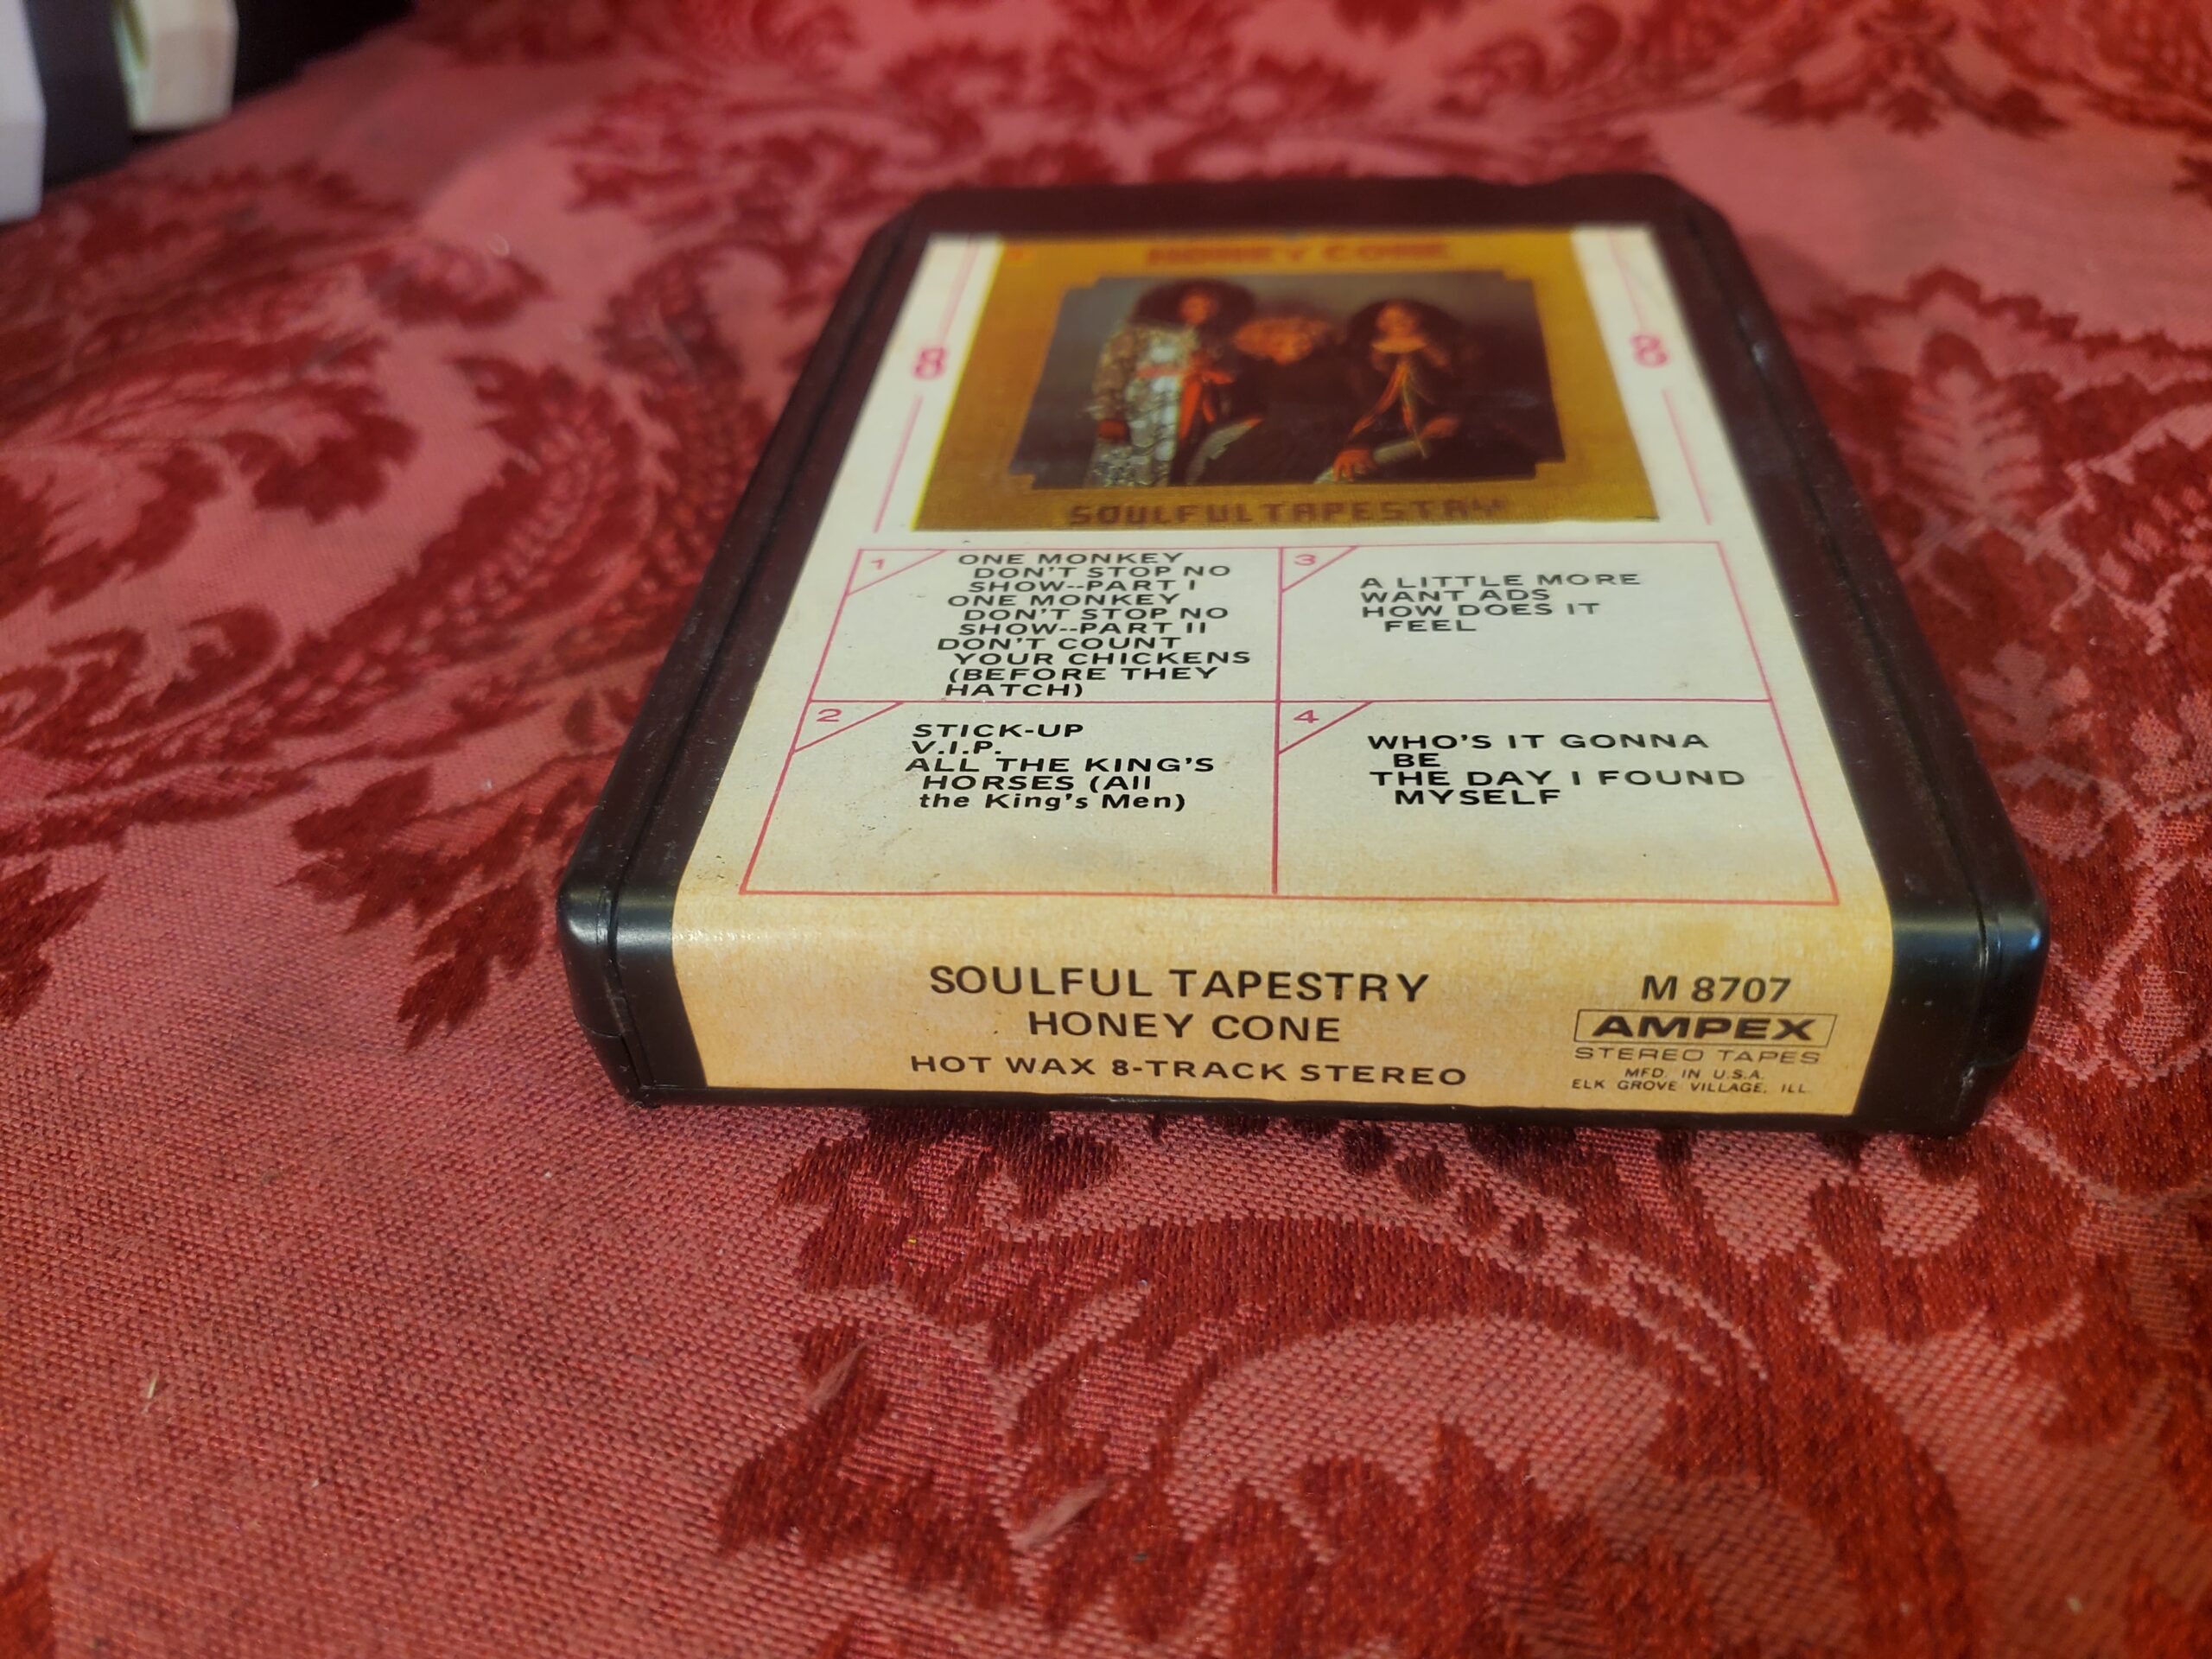 HONEY CONE
8
8
SOULFUL TAPESTRY
1
ONE MONKEY
DON'T STOP NO
SHOW--PART I
ONE MONKEY
DON'T STOP NO
SHOW--PART II
DON'T COUNT
YOUR CHICKENS
(BEFORE THEY
HATCH)
2
STICK-UP
V.I.P.
ALL THE KING'S
HORSES (All
the King's Men)
3
A LITTLE MORE
WANT ADS
HOW DOES IT
FEEL
4
WHO'S IT GONNA
BE
THE DAY I FOUND
MYSELF
SOULFUL TAPESTRY
HONEY CONE
HOT WAX 8-TRACK STEREO
M 8707
AMPEX
STEREO TAPES
MFD. IN U.S.A.
ELK GROVE VILLAGE, ILL.